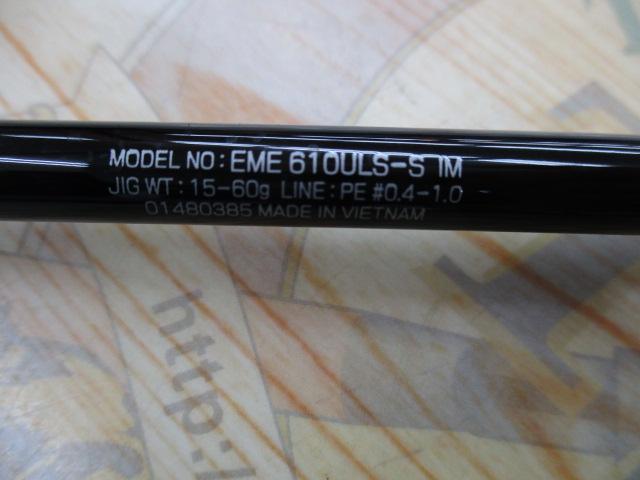 MODEL NO : EME 610ULS-S IM
JIG WT : 15-60g LINE : PE #0.4-1.0
01480385 MADE IN VIETNAM
http:/